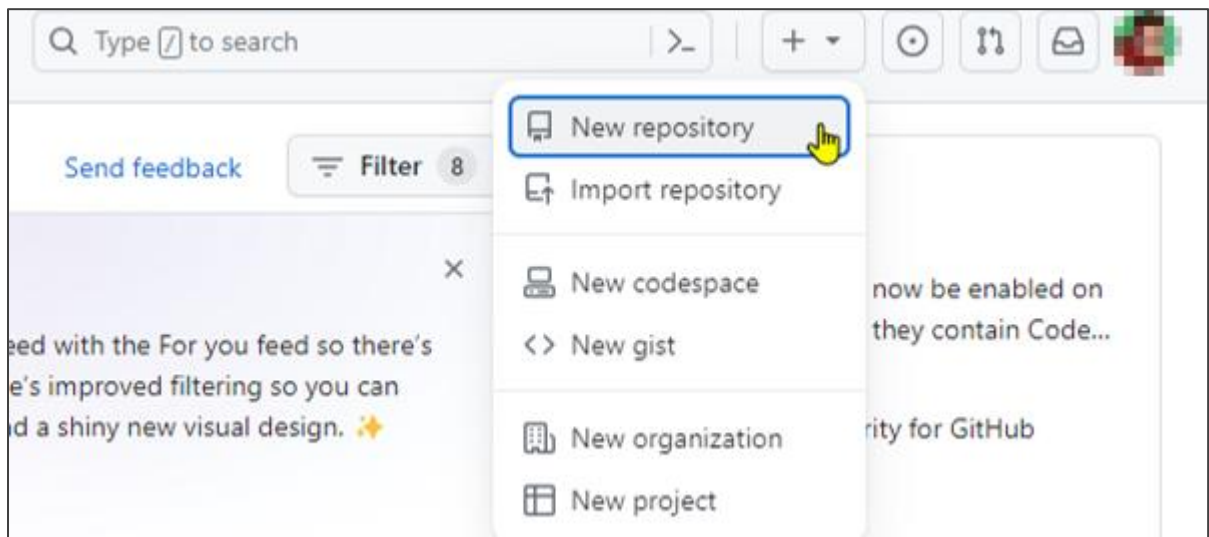 Type / to search
Send feedback
Filter 8
New repository
Import repository
New codespace
New gist
New organization
New project
eed with the For you feed so there's
e's improved filtering so you can
d a shiny new visual design. ✨
now be enabled on
they contain Code...
rity for GitHub